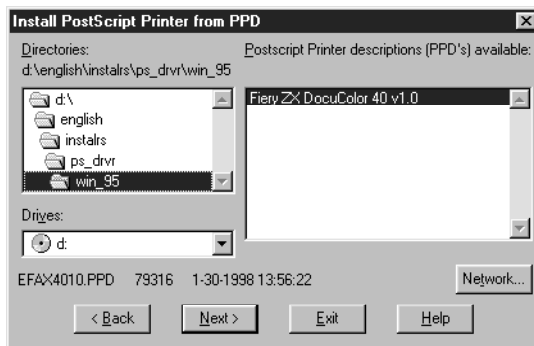 Install PostScript Printer from PPD
Directories:
d:\english\instalrs\ps_drvr\win_95
d:\
english
instalrs
ps_drvr
win_95
Drives:
d:
Postscript Printer descriptions (PPD's) available:
Fiery ZX DocuColor 40 v1.0
EFAX4010.PPD 79316 1-30-1998 13:56:22
Network...
< Back
Next >
Exit
Help